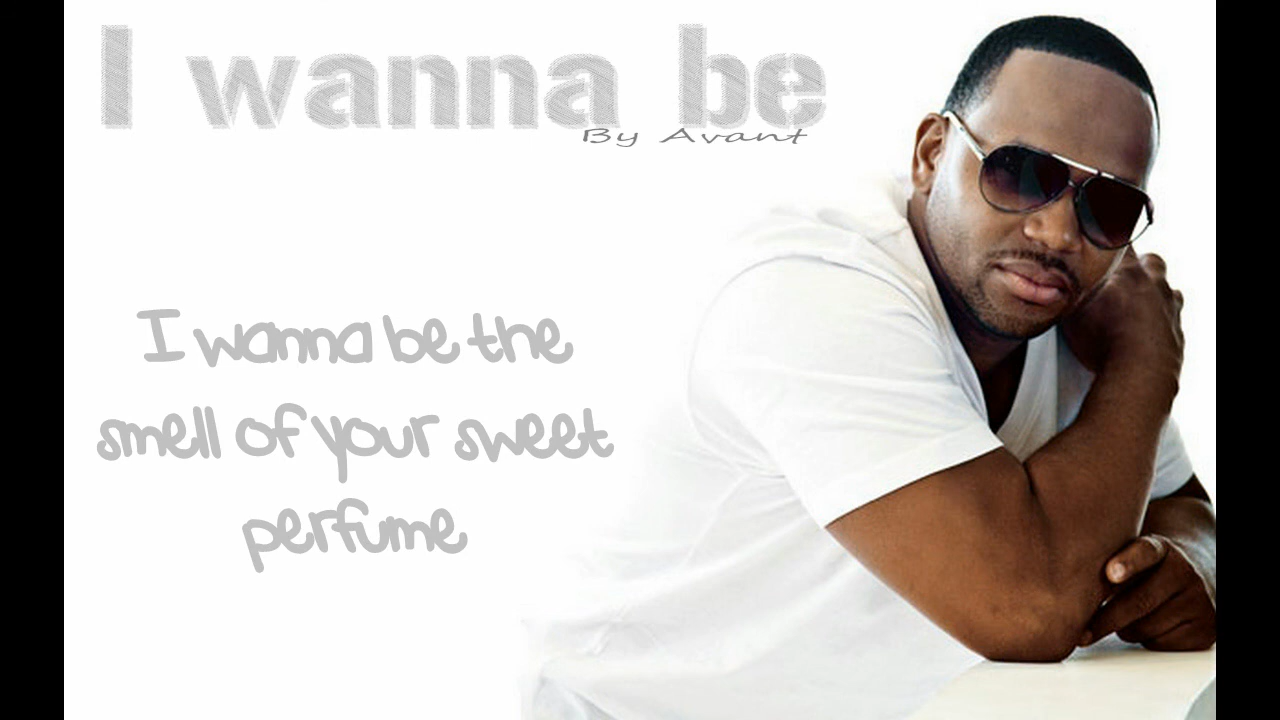 I wanna be
By Avant
I wanna be the
smell of your sweet
perfume